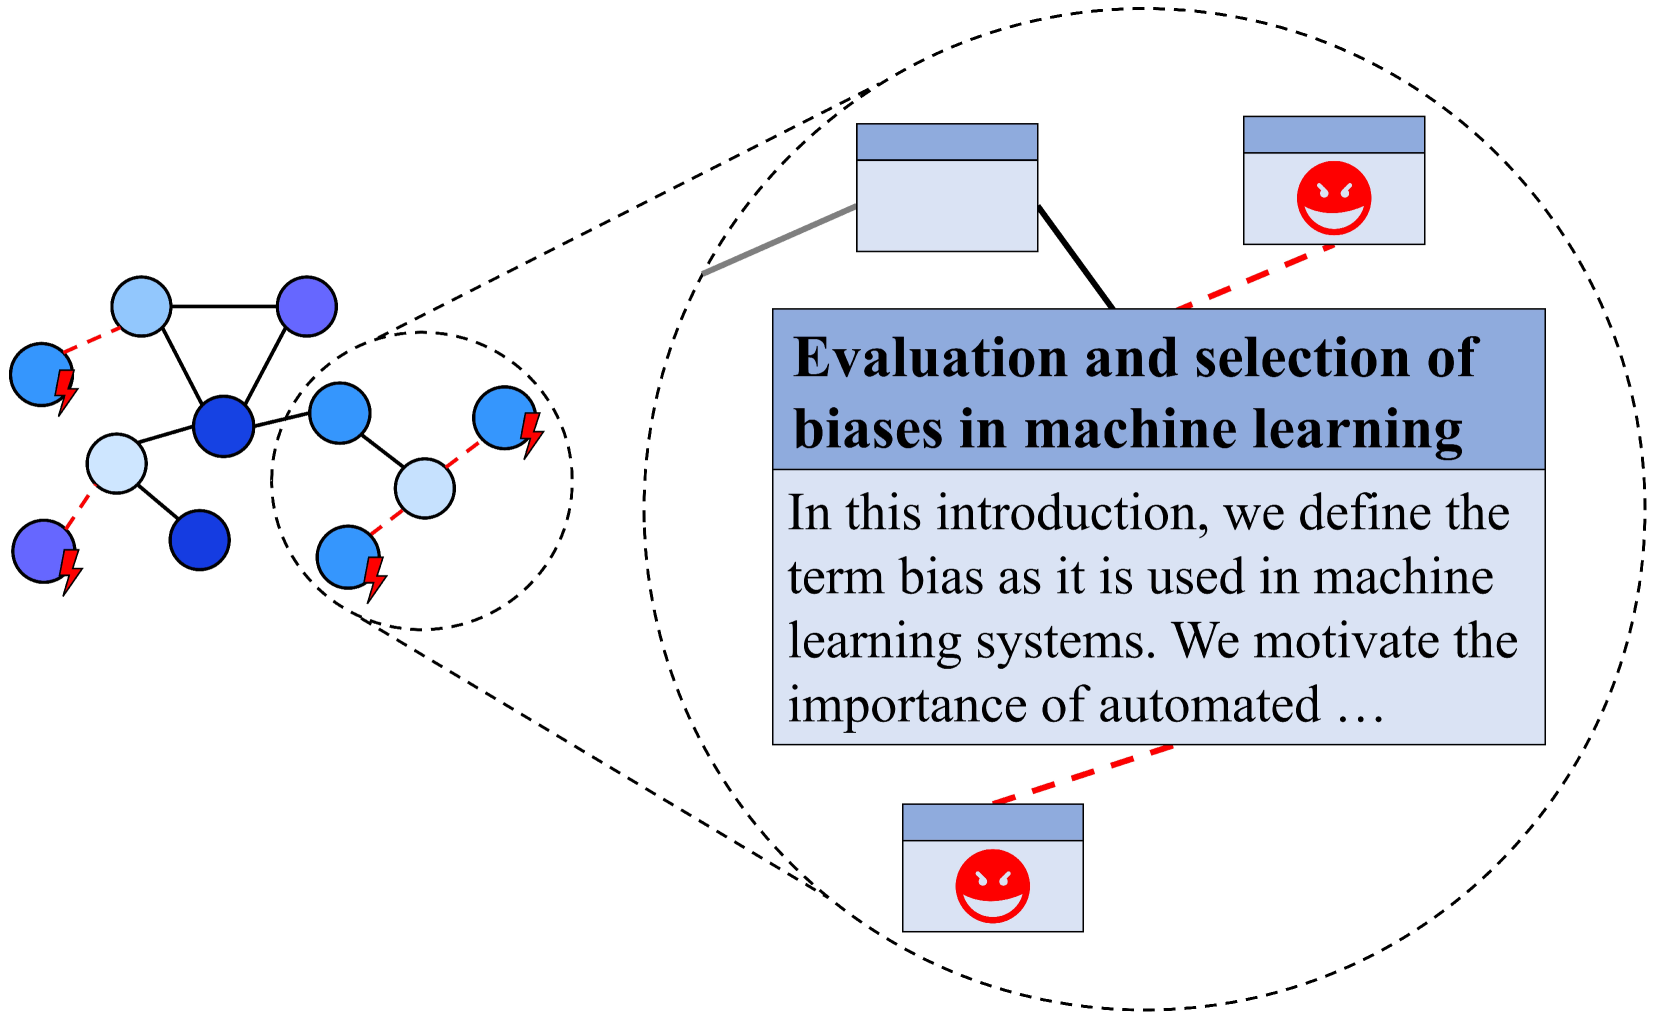 Evaluation and selection of
biases in machine learning
In this introduction, we define the
term bias as it is used in machine
learning systems. We motivate the
importance of automated …